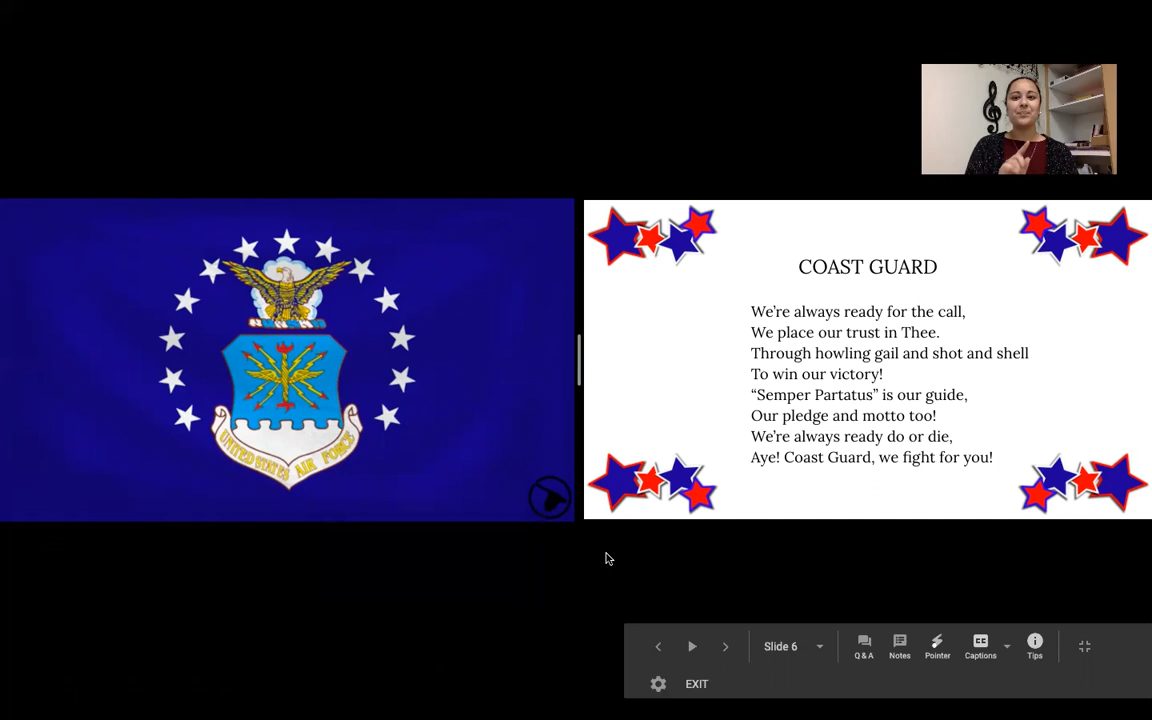 UNITED STATES AIR FORCE
COAST GUARD
We're always ready for the call,
We place our trust in Thee.
Through howling gail and shot and shell
To win our victory!
“Semper Partatus” is our guide,
Our pledge and motto too!
We're always ready do or die,
Aye! Coast Guard, we fight for you!
Slide 6
Q & A
Notes
Pointer
CC
Captions
Tips
EXIT